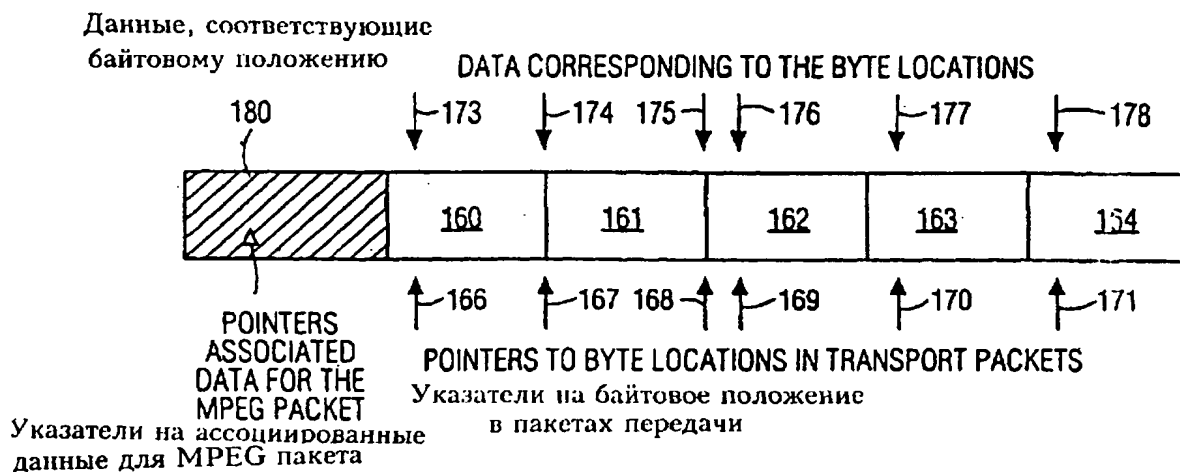 Данные, соответствующие
байтовому положению
DATA CORRESPONDING TO THE BYTE LOCATIONS
180
173
174
175
176
177
178
160
161
162
163
164
166
167
168
169
170
171
POINTERS
ASSOCIATED
DATA FOR THE
MPEG PACKET
POINTERS TO BYTE LOCATIONS IN TRANSPORT PACKETS
Указатели на байтовое положение
в пакетах передачи
Указатели на ассоциированные
данные для MPEG пакета